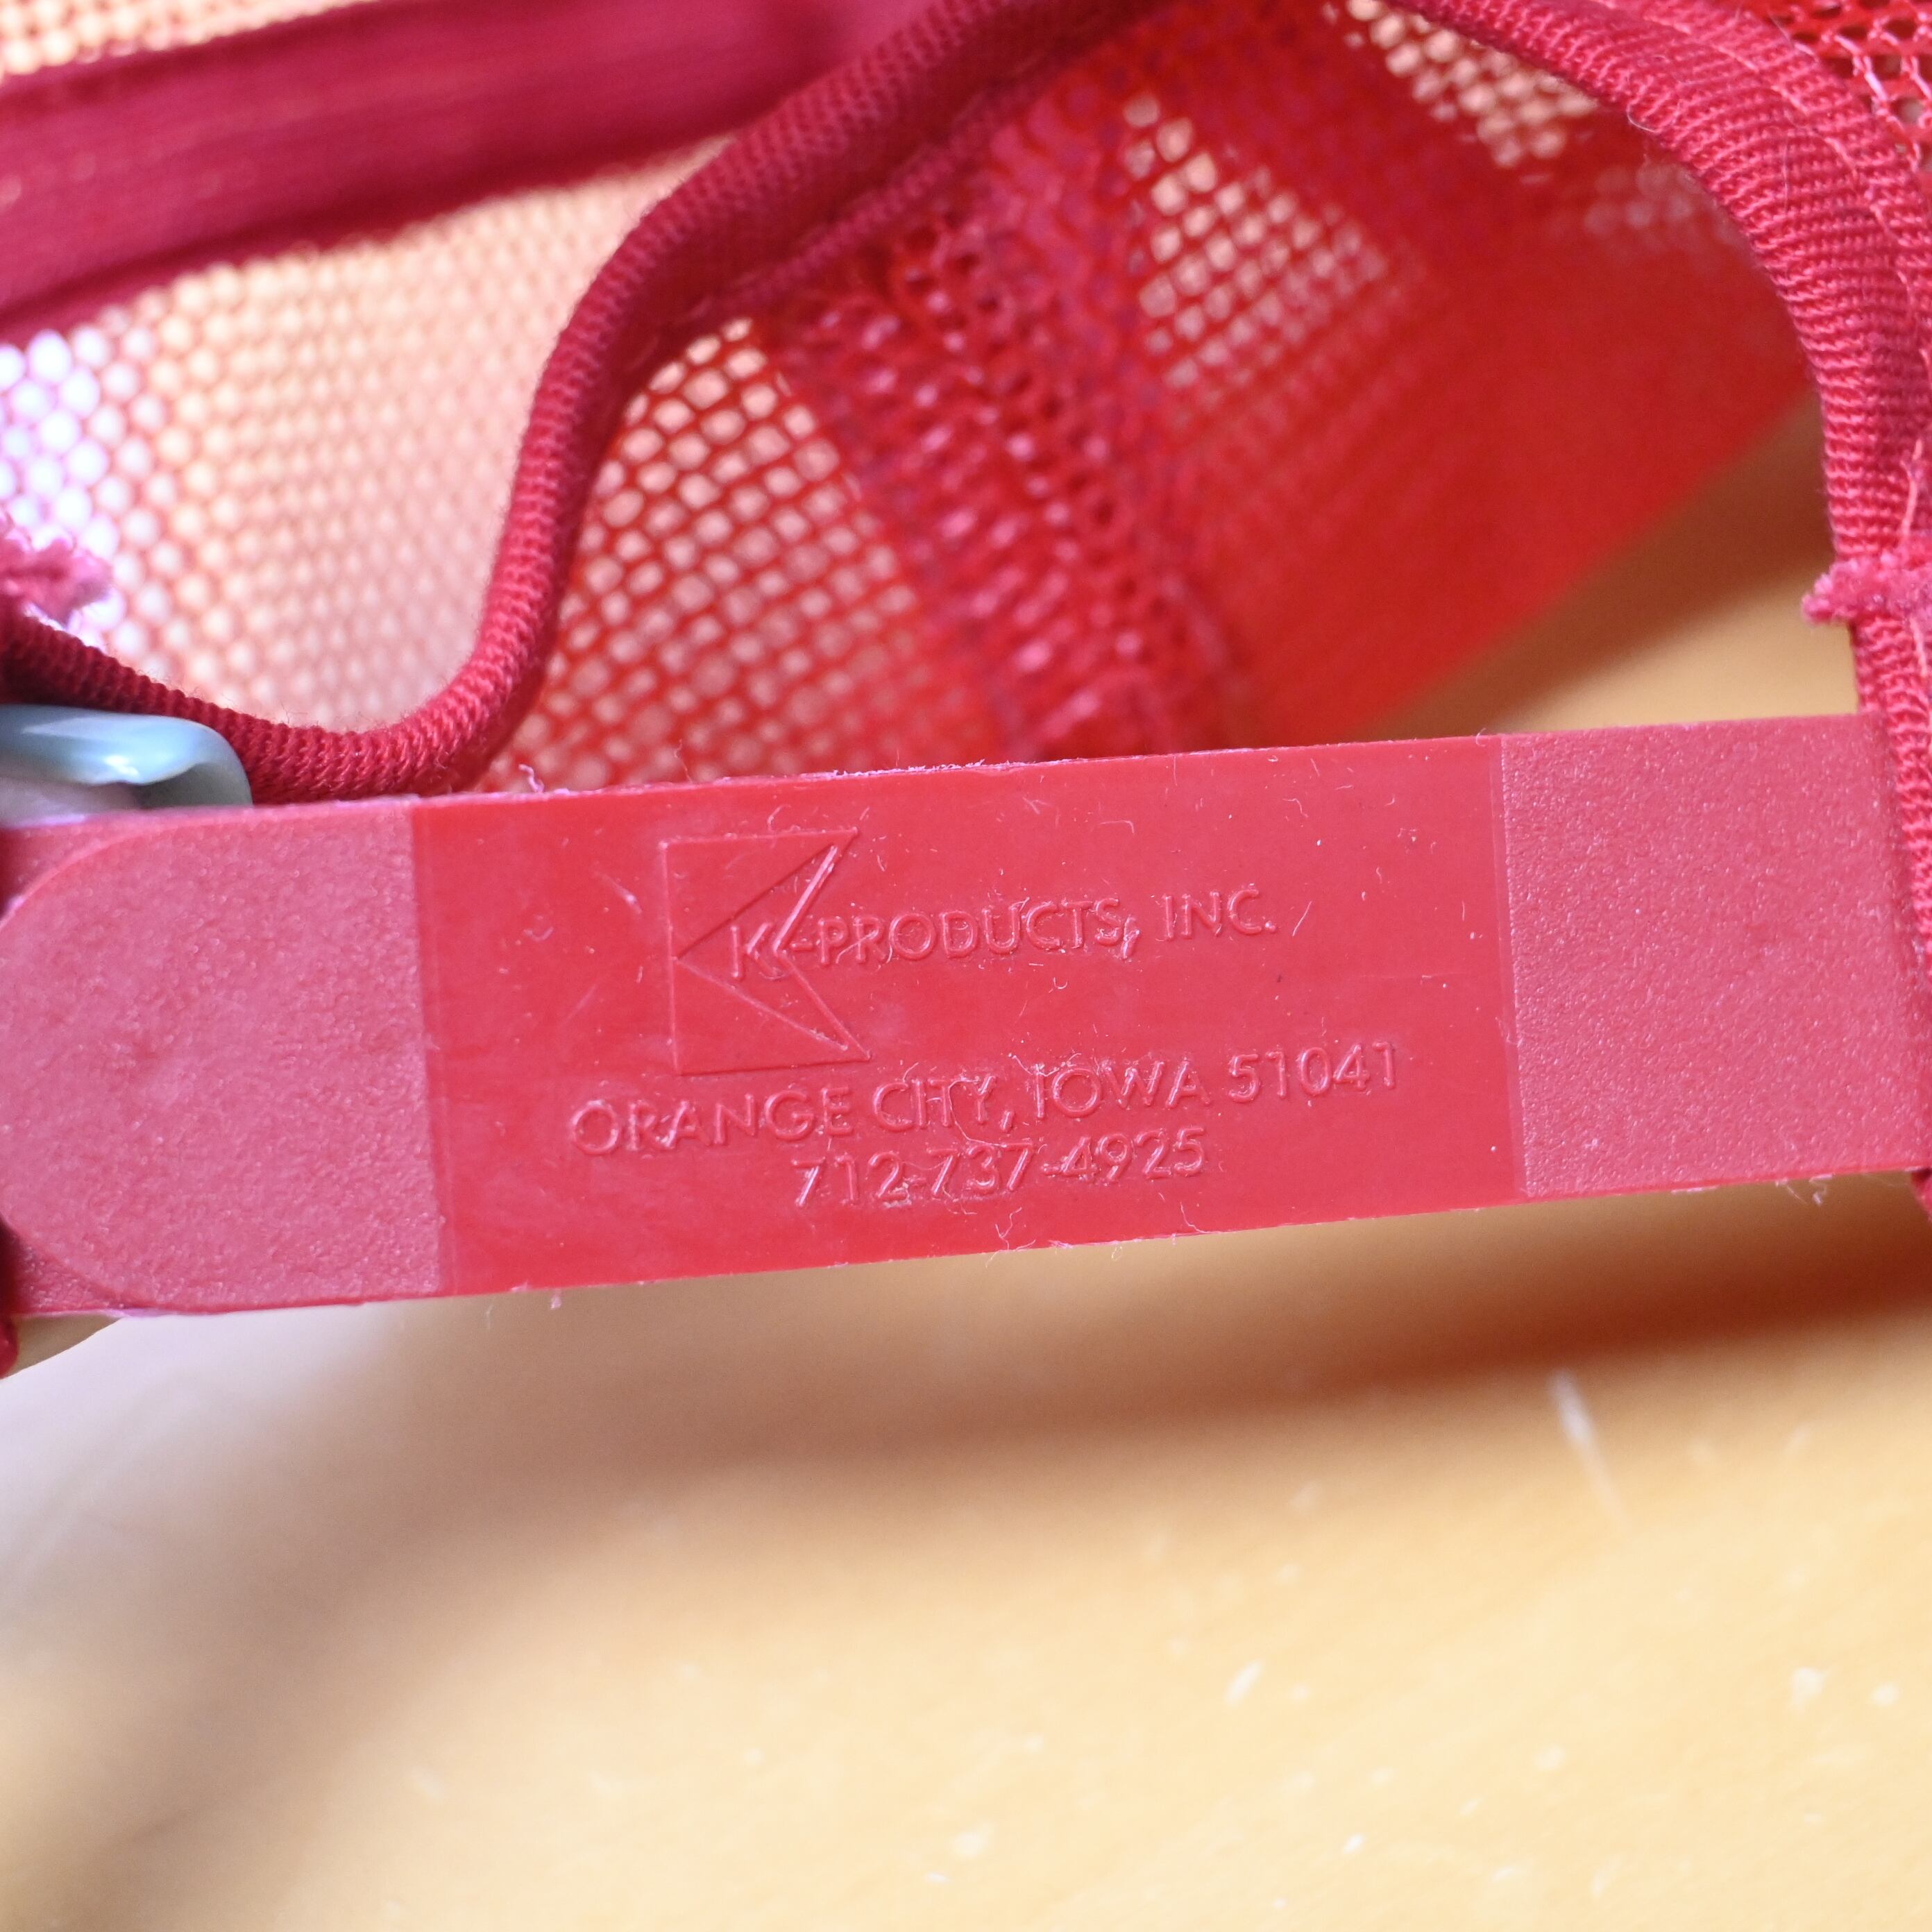 K-PRODUCTS, INC.
ORANGE CITY, IOWA 51041
712-737-4925